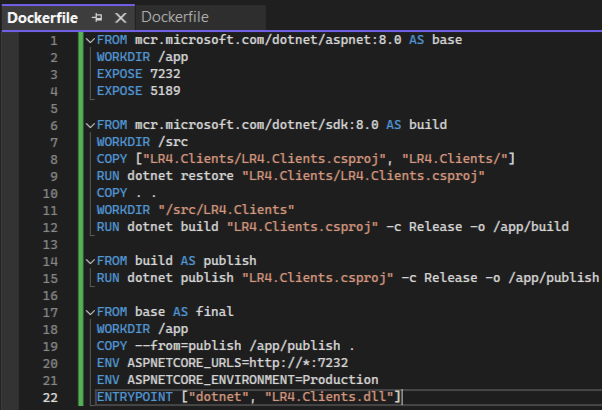 Dockerfile Dockerfile
1 FROM mcr.microsoft.com/dotnet/aspnet:8.0 AS base
2 WORKDIR /app
3 EXPOSE 7232
4 EXPOSE 5189
5
6 FROM mcr.microsoft.com/dotnet/sdk:8.0 AS build
7 WORKDIR /src
8 COPY ["LR4.Clients/LR4.Clients.csproj", "LR4.Clients/"]
9 RUN dotnet restore "LR4.Clients/LR4.Clients.csproj"
10 COPY . .
11 WORKDIR "/src/LR4.Clients"
12 RUN dotnet build "LR4.Clients.csproj" -c Release -o /app/build
13
14 FROM build AS publish
15 RUN dotnet publish "LR4.Clients.csproj" -c Release -o /app/publish
16
17 FROM base AS final
18 WORKDIR /app
19 COPY --from=publish /app/publish .
20 ENV ASPNETCORE_URLS=http://*:7232
21 ENV ASPNETCORE_ENVIRONMENT=Production
22 ENTRYPOINT ["dotnet", "LR4.Clients.dll"]